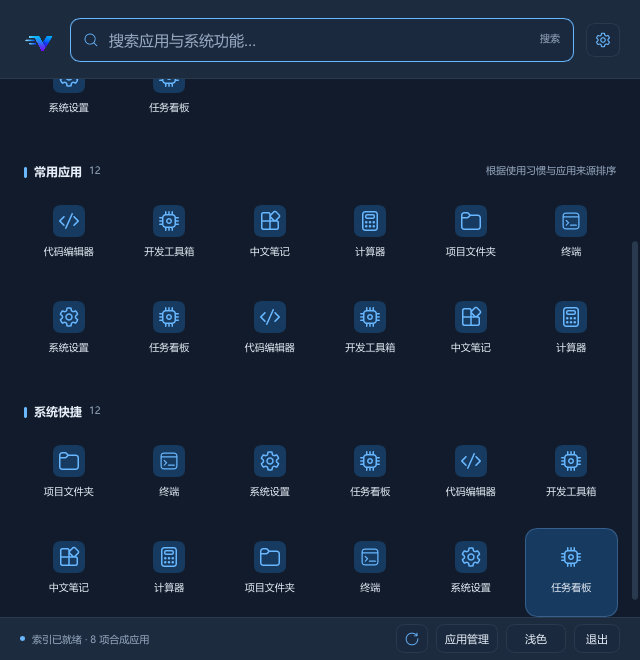 搜索应用与系统功能... 搜索
系统设置 任务看板
常用应用 12 根据使用习惯与应用来源排序
代码编辑器 开发工具箱 中文笔记 计算器 项目文件夹 终端
系统设置 任务看板 代码编辑器 开发工具箱 中文笔记 计算器
系统快捷 12
项目文件夹 终端 系统设置 任务看板 代码编辑器 开发工具箱
中文笔记 计算器 项目文件夹 终端 系统设置 任务看板
索引已就绪 · 8 项合成应用 应用管理 浅色 退出